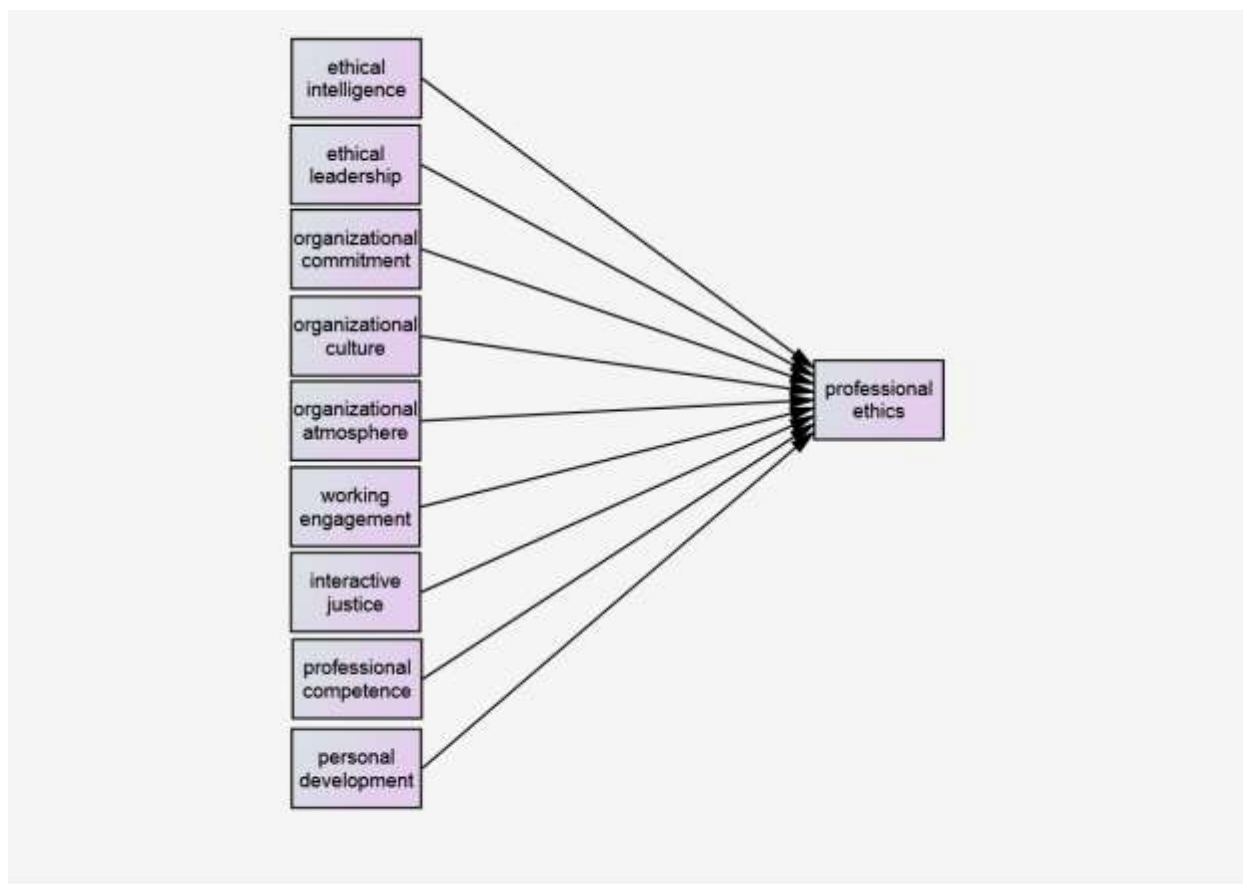 ethical
intelligence
ethical
leadership
organizational
commitment
organizational
culture
organizational
atmosphere
working
engagement
interactive
justice
professional
competence
personal
development
professional
ethics